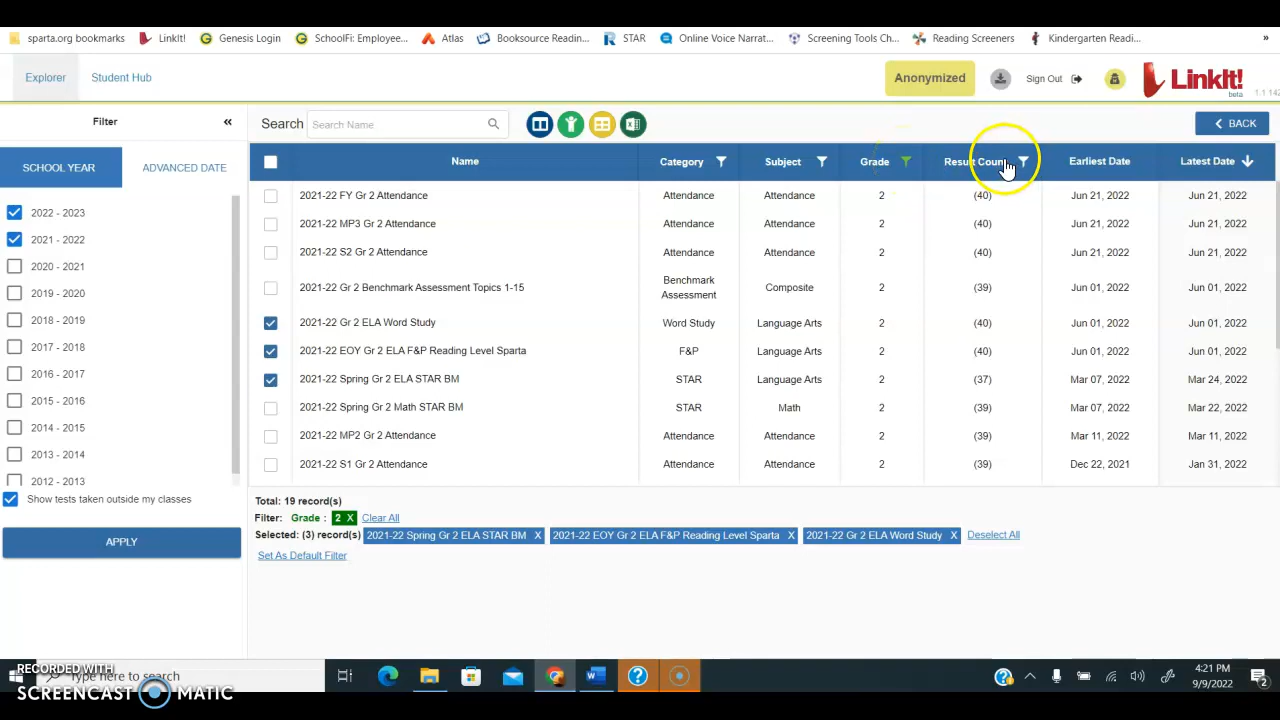 sparta.org bookmarks LinkIt! Genesis Login SchoolFi: Employee... Atlas Booksource Readin... STAR Online Voice Narrat... Screening Tools Ch... Reading Screeners Kindergarten Readi... »
Explorer Student Hub Anonymized Sign Out LinkIt! beta 1.1 142
Filter « Search Search Name BACK
SCHOOL YEAR ADVANCED DATE
Name Category Subject Grade Result Count Earliest Date Latest Date
2022 - 2023
2021 - 2022
2020 - 2021
2019 - 2020
2018 - 2019
2017 - 2018
2016 - 2017
2015 - 2016
2014 - 2015
2013 - 2014
2012 - 2013
Show tests taken outside my classes
APPLY
2021-22 FY Gr 2 Attendance Attendance Attendance 2 (40) Jun 21, 2022 Jun 21, 2022
2021-22 MP3 Gr 2 Attendance Attendance Attendance 2 (40) Jun 21, 2022 Jun 21, 2022
2021-22 S2 Gr 2 Attendance Attendance Attendance 2 (40) Jun 21, 2022 Jun 21, 2022
2021-22 Gr 2 Benchmark Assessment Topics 1-15 Benchmark Assessment Composite 2 (39) Jun 01, 2022 Jun 01, 2022
2021-22 Gr 2 ELA Word Study Word Study Language Arts 2 (40) Jun 01, 2022 Jun 01, 2022
2021-22 EOY Gr 2 ELA F&P Reading Level Sparta F&P Language Arts 2 (40) Jun 01, 2022 Jun 01, 2022
2021-22 Spring Gr 2 ELA STAR BM STAR Language Arts 2 (37) Mar 07, 2022 Mar 24, 2022
2021-22 Spring Gr 2 Math STAR BM STAR Math 2 (39) Mar 07, 2022 Mar 22, 2022
2021-22 MP2 Gr 2 Attendance Attendance Attendance 2 (39) Mar 11, 2022 Mar 11, 2022
2021-22 S1 Gr 2 Attendance Attendance Attendance 2 (39) Dec 22, 2021 Jan 31, 2022
Total: 19 record(s)
Filter: Grade : 2 X Clear All
Selected: (3) record(s) 2021-22 Spring Gr 2 ELA STAR BM X 2021-22 EOY Gr 2 ELA F&P Reading Level Sparta X 2021-22 Gr 2 ELA Word Study X Deselect All
Set As Default Filter
RECORDED WITH
SCREENCAST MATIC
Type here to search
4:21 PM
9/9/2022
2